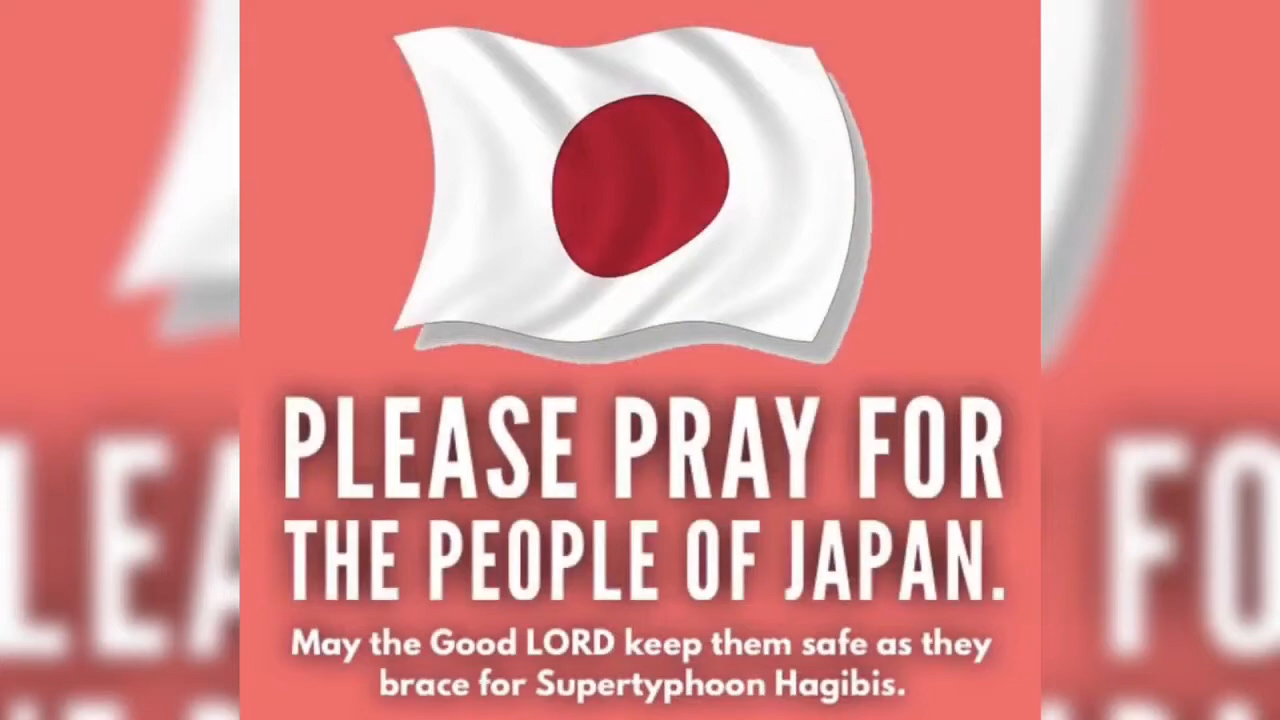 PLEASE PRAY FOR
THE PEOPLE OF JAPAN.
May the Good LORD keep them safe as they
brace for Supertyphoon Hagibis.